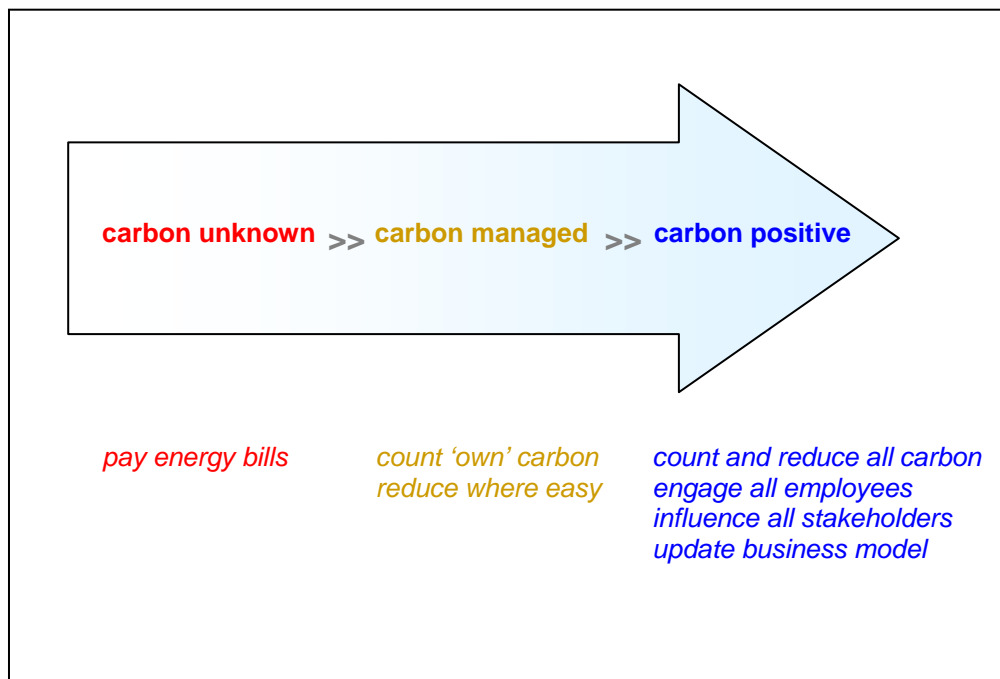 carbon unknown >> carbon managed >> carbon positive
pay energy bills
count ‘own’ carbon
reduce where easy
count and reduce all carbon
engage all employees
influence all stakeholders
update business model